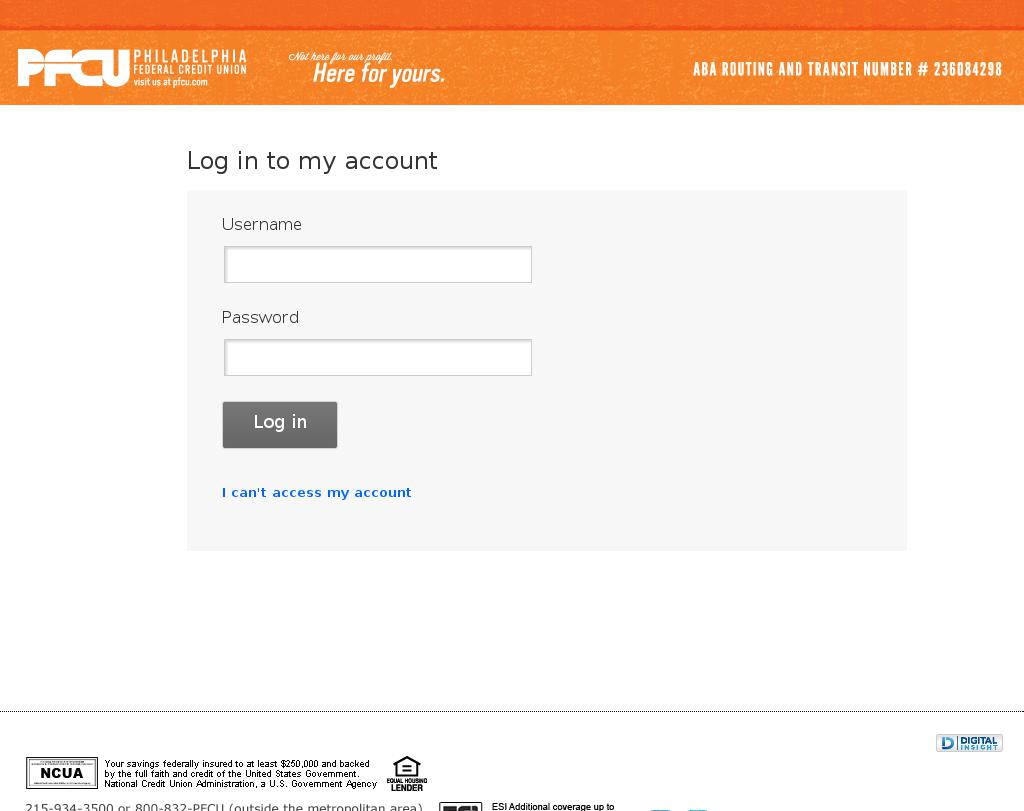 PFCU PHILADELPHIA
FEDERAL CREDIT UNION
visit us at pfcu.com
Not here for our profit.
Here for yours.
ABA ROUTING AND TRANSIT NUMBER # 236084298
Log in to my account
Username
Password
Log in
I can't access my account
DIGITAL
INSIGHT
NCUA
Your savings federally insured to at least $250,000 and backed
by the full faith and credit of the United States Government.
National Credit Union Administration, a U.S. Government Agency
EQUAL HOUSING
LENDER
215-934-3500 or 800-832-PFCU (outside the metropolitan area)
ESI Additional coverage up to